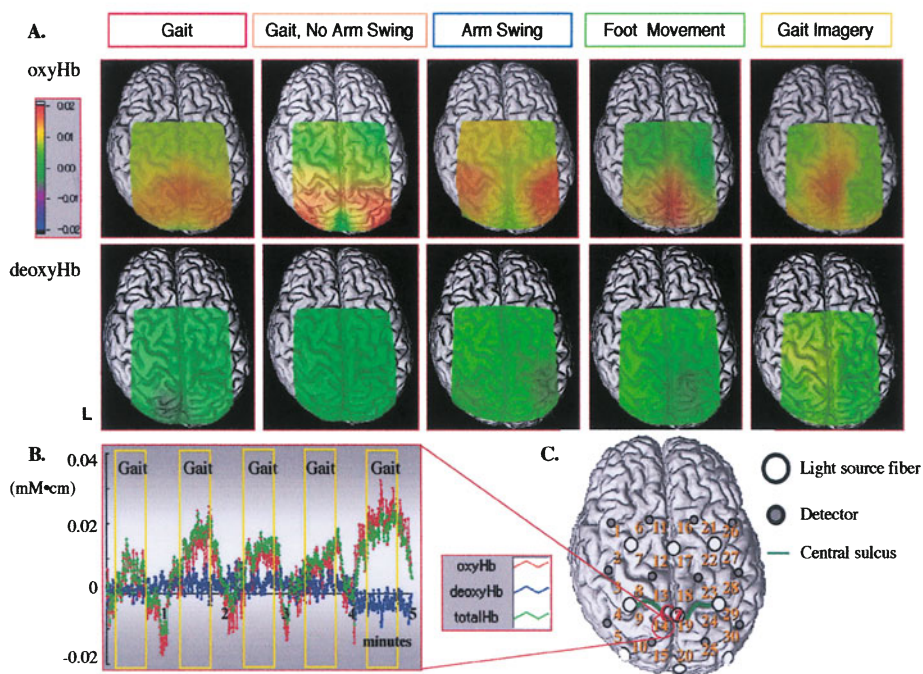 A.
Gait
Gait, No Arm Swing
Arm Swing
Foot Movement
Gait Imagery
oxyHb
0.02
0.01
0.00
-0.01
-0.02
deoxyHb
L
B.
0.04
(mM•cm)
0.02
0
-0.02
Gait Gait Gait Gait Gait
1 2 3 4 5
minutes
oxyHb
deoxyHb
totalHb
C.
1 6 11 16 21 26
2 12 17 22 27
8 13 18 23 28
4 9 14 19 24 29
5 10 15 20 25 30
Light source fiber
Detector
Central sulcus